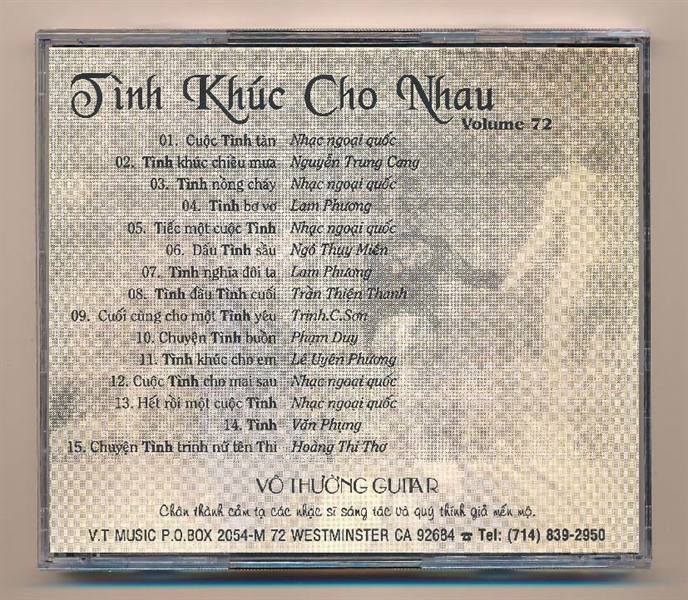 Tình Khúc Cho Nhau
Volume 72
01. Cuộc Tình tàn Nhạc ngoại quốc
02. Tình khúc chiều mưa Nguyễn Trung Cang
03. Tình nồng cháy Nhạc ngoại quốc
04. Tình bơ vơ Lam Phương
05. Tiếc một cuộc Tình Nhạc ngoại quốc
06. Dấu Tình sầu Ngô Thụy Miên
07. Tình nghĩa đôi ta Lam Phương
08. Tình đầu Tình cuối Trần Thiện Thanh
09. Cuối cùng cho một Tình yêu Trịnh.C.Sơn
10. Chuyện Tình buồn Phạm Duy
11. Tình khúc cho em Lê Uyên Phương
12. Cuộc Tình cho mai sau Nhạc ngoại quốc
13. Hết rồi một cuộc Tình Nhạc ngoại quốc
14. Tình Văn Phụng
15. Chuyện Tình trinh nữ tên Thi Hoàng Thi Thơ
VÔ THƯỜNG GUITAR
Chân thành cảm tạ các nhạc sĩ sáng tác và quý thính giả mến mộ.
V.T MUSIC P.O.BOX 2054-M 72 WESTMINSTER CA 92684 ☎ Tel: (714) 839-2950